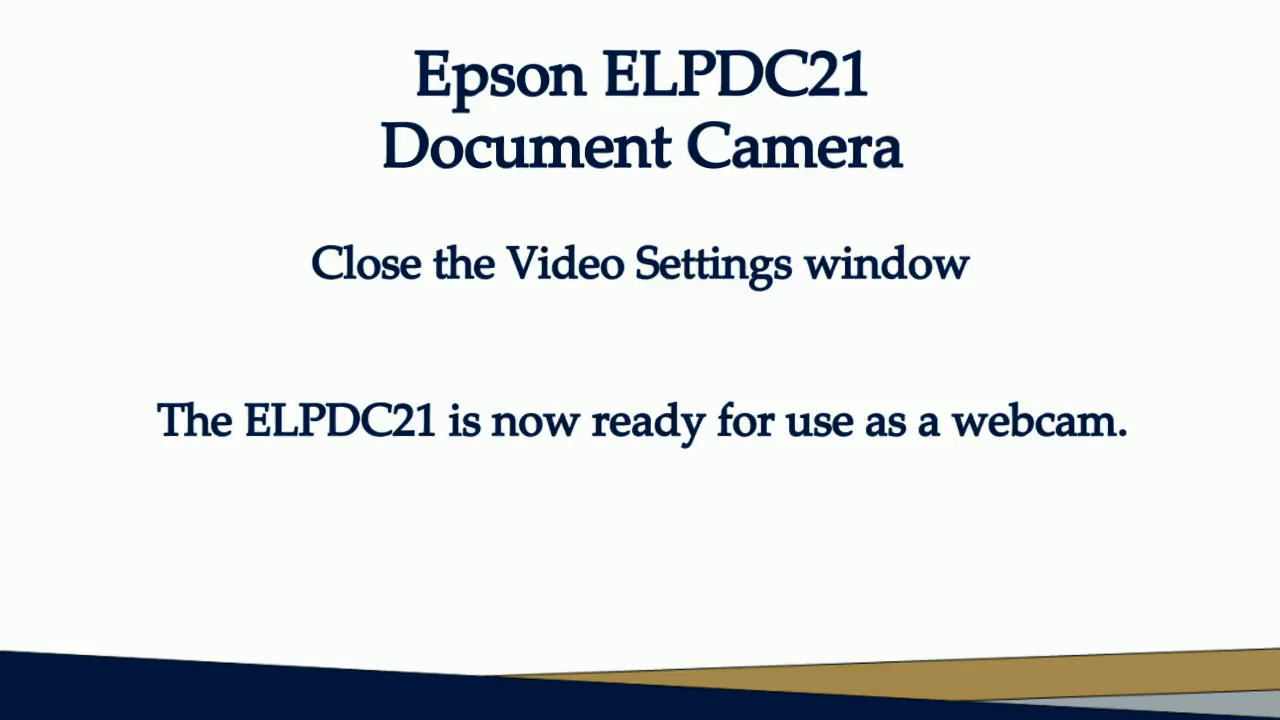 Epson ELPDC21
Document Camera
Close the Video Settings window
The ELPDC21 is now ready for use as a webcam.